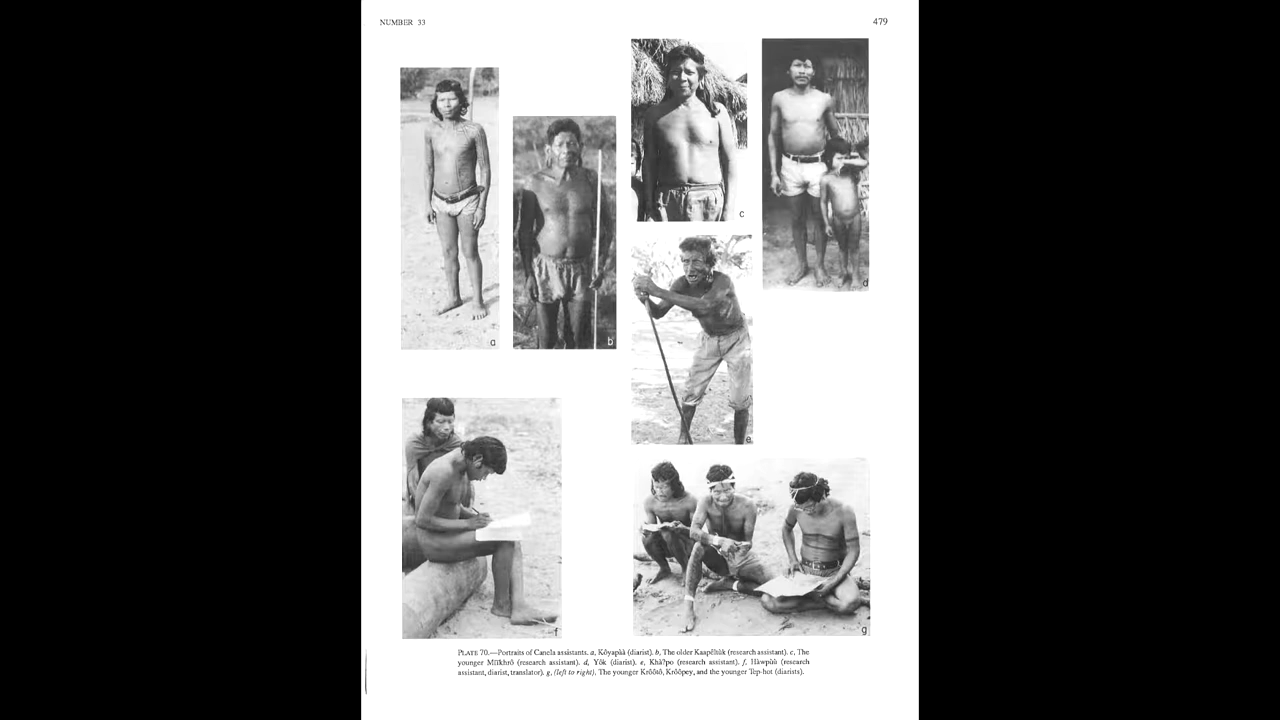 NUMBER 33
479
a
b
c
d
e
f
g
PLATE 70.—Portraits of Canela assistants. a, Kôyapàà (diarist). b, The older Kaapêltùk (research assistant). c, The
younger Mĩĩkhrô (research assistant). d, Yõk (diarist). e, Khà?po (research assistant). f, Hàwpùù (research
assistant, diarist, translator). g, (left to right), The younger Krôôtô, Krôôpey, and the younger Tep-hot (diarists).